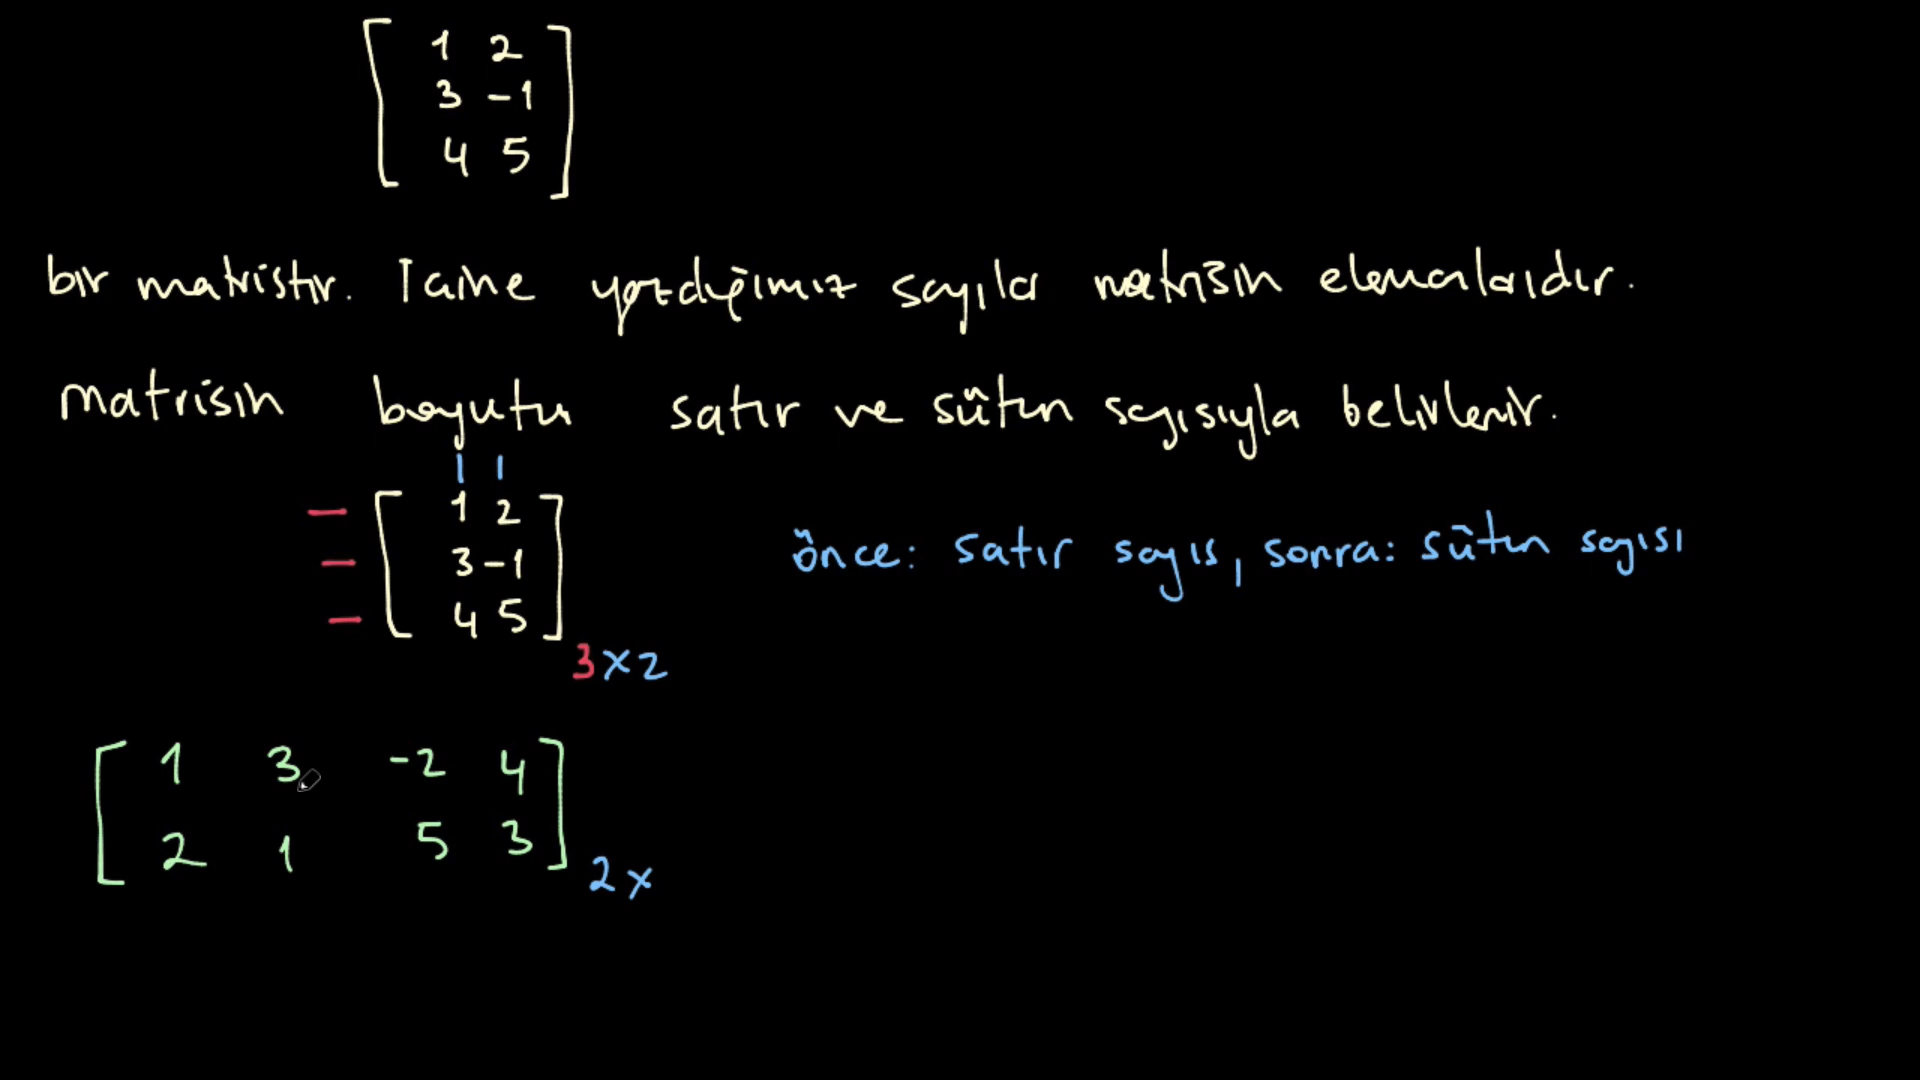 1 2
3 -1
4 5
bir matristir. İçine yazdığımız sayılar matrisin elemanlarıdır.
matrisin boyutu satır ve sütun sayısıyla belirlenir.
1 2
3 -1
4 5
3x2
önce: satır sayıs, sonra: sütun sayısı
1 3 -2 4
2 1 5 3
2x